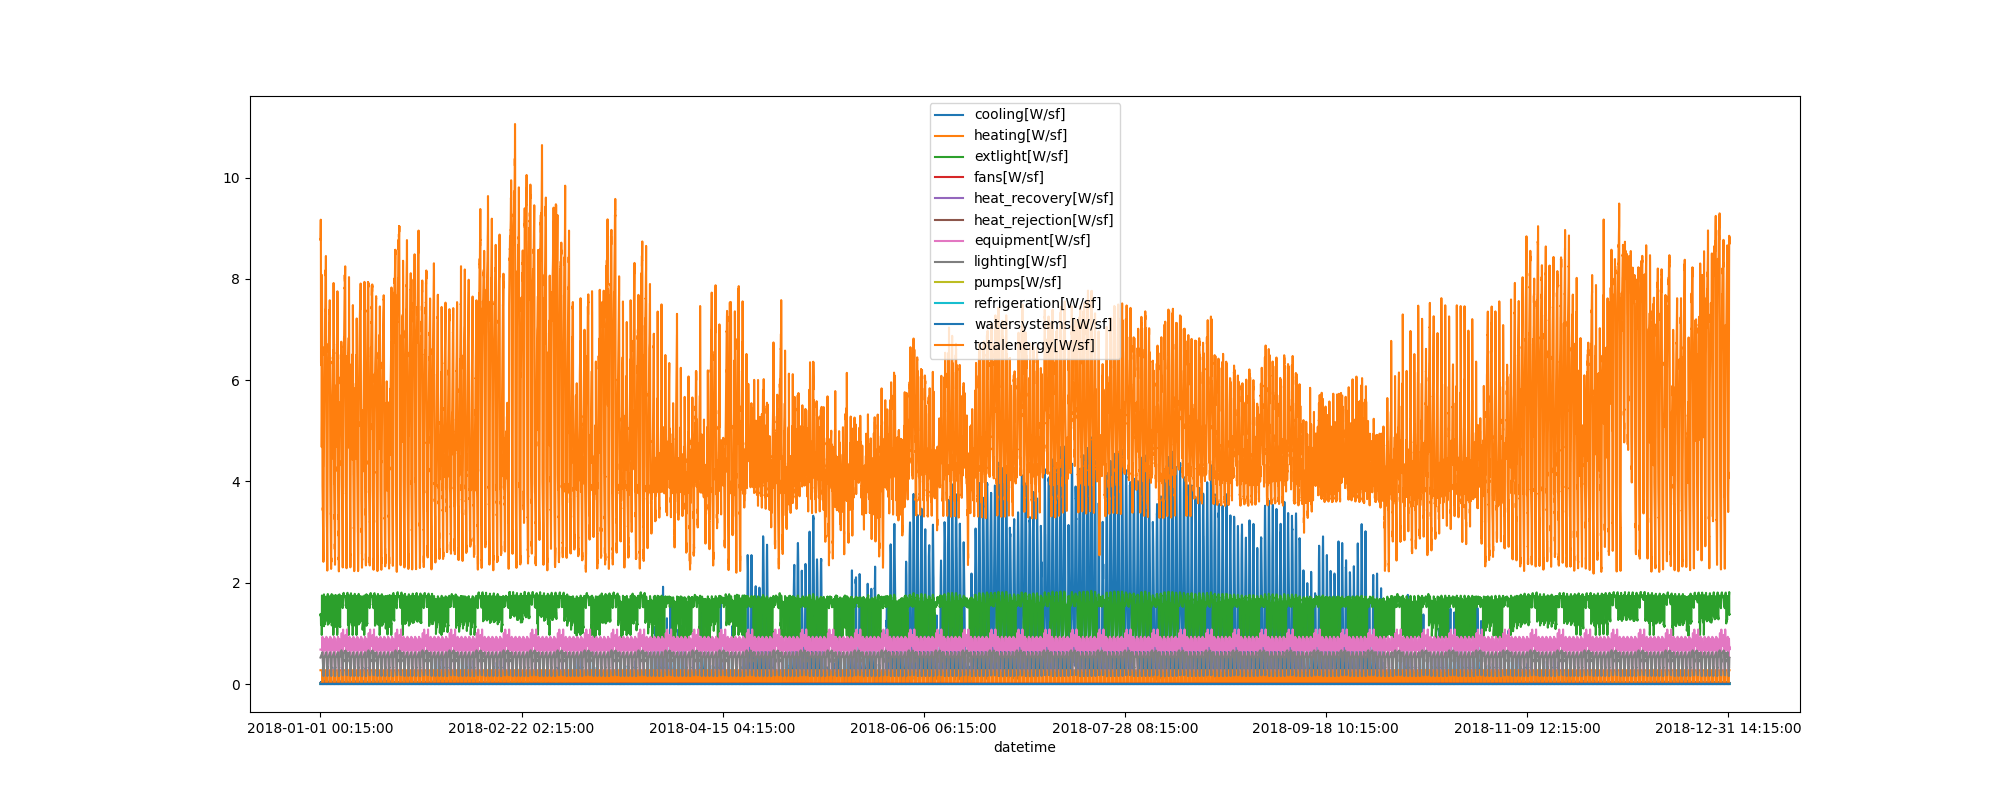 cooling[W/sf]
heating[W/sf]
extlight[W/sf]
fans[W/sf]
heat_recovery[W/sf]
heat_rejection[W/sf]
equipment[W/sf]
lighting[W/sf]
pumps[W/sf]
refrigeration[W/sf]
watersystems[W/sf]
totalenergy[W/sf]
10
8
6
4
2
0
2018-01-01 00:15:00 2018-02-22 02:15:00 2018-04-15 04:15:00 2018-06-06 06:15:00 2018-07-28 08:15:00 2018-09-18 10:15:00 2018-11-09 12:15:00 2018-12-31 14:15:00
datetime